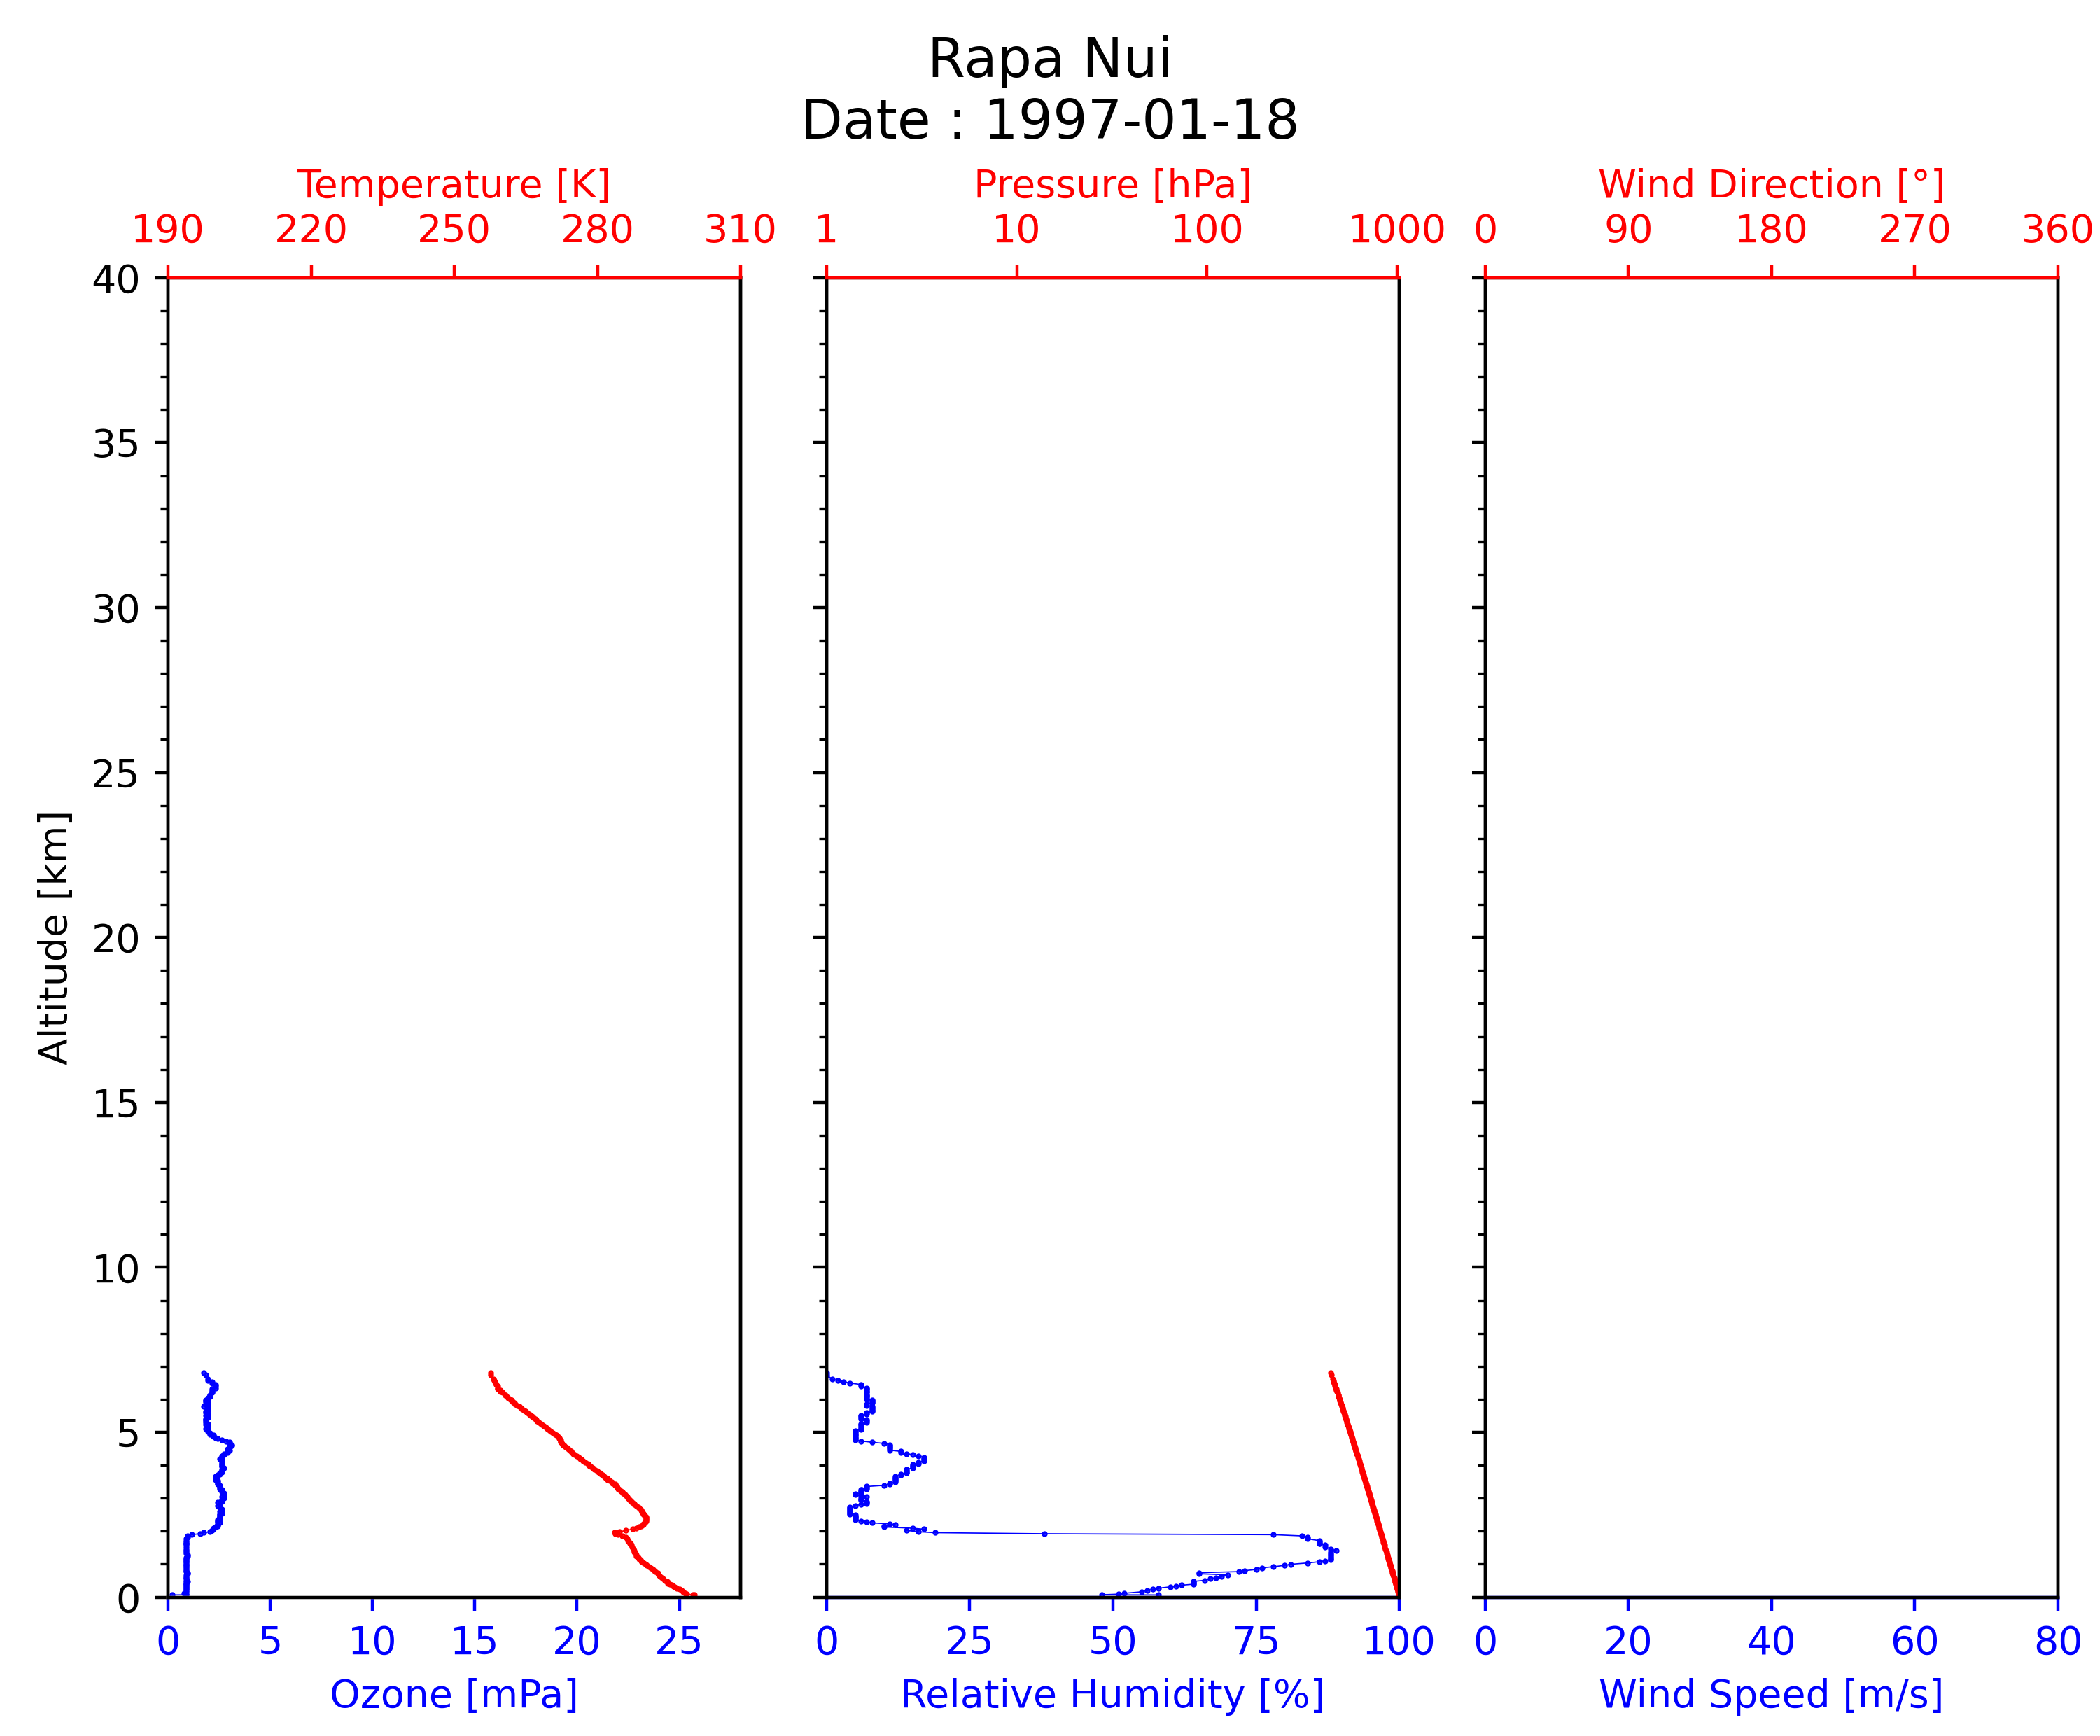 Rapa Nui
Date : 1997-01-18
Temperature [K]
190 220 250 280 310
Pressure [hPa]
1 10 100 1000
Wind Direction [°]
0 90 180 270 360
Altitude [km]
40
35
30
25
20
15
10
5
0
0 5 10 15 20 25
Ozone [mPa]
0 25 50 75 100
Relative Humidity [%]
0 20 40 60 80
Wind Speed [m/s]